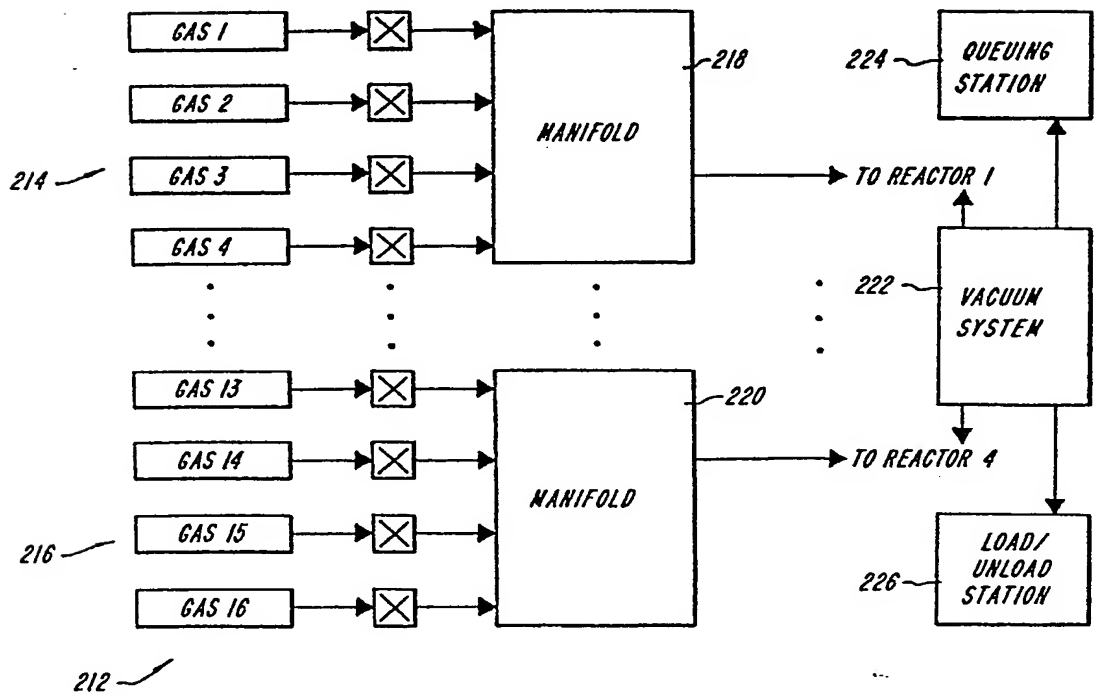 GAS 1
GAS 2
GAS 3
GAS 4
214
MANIFOLD
218
TO REACTOR 1
224
QUEUING
STATION
222
VACUUM
SYSTEM
GAS 13
GAS 14
GAS 15
GAS 16
216
212
MANIFOLD
220
TO REACTOR 4
226
LOAD/
UNLOAD
STATION